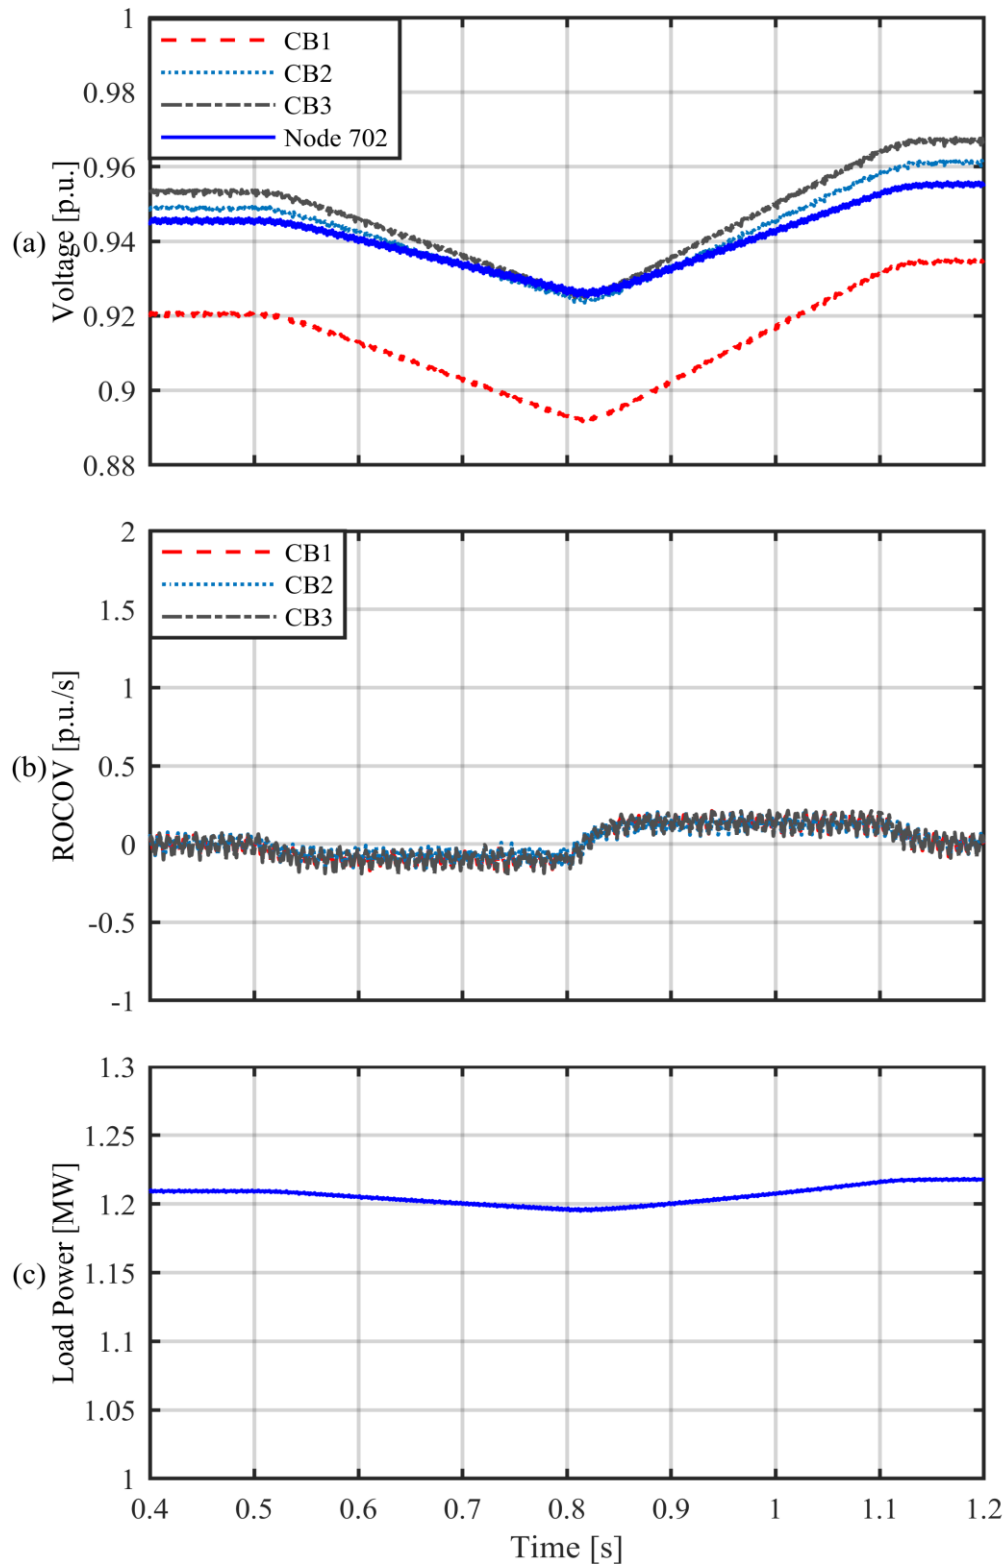 1
0.98
0.96
0.94
0.92
0.9
0.88
CB1
CB2
CB3
Node 702
(a)
Voltage [p.u.]
2
1.5
1
0.5
0
-0.5
-1
CB1
CB2
CB3
(b)
ROCOV [p.u./s]
1.3
1.25
1.2
1.15
1.1
1.05
1
(c)
Load Power [MW]
0.4 0.5 0.6 0.7 0.8 0.9 1 1.1 1.2
Time [s]